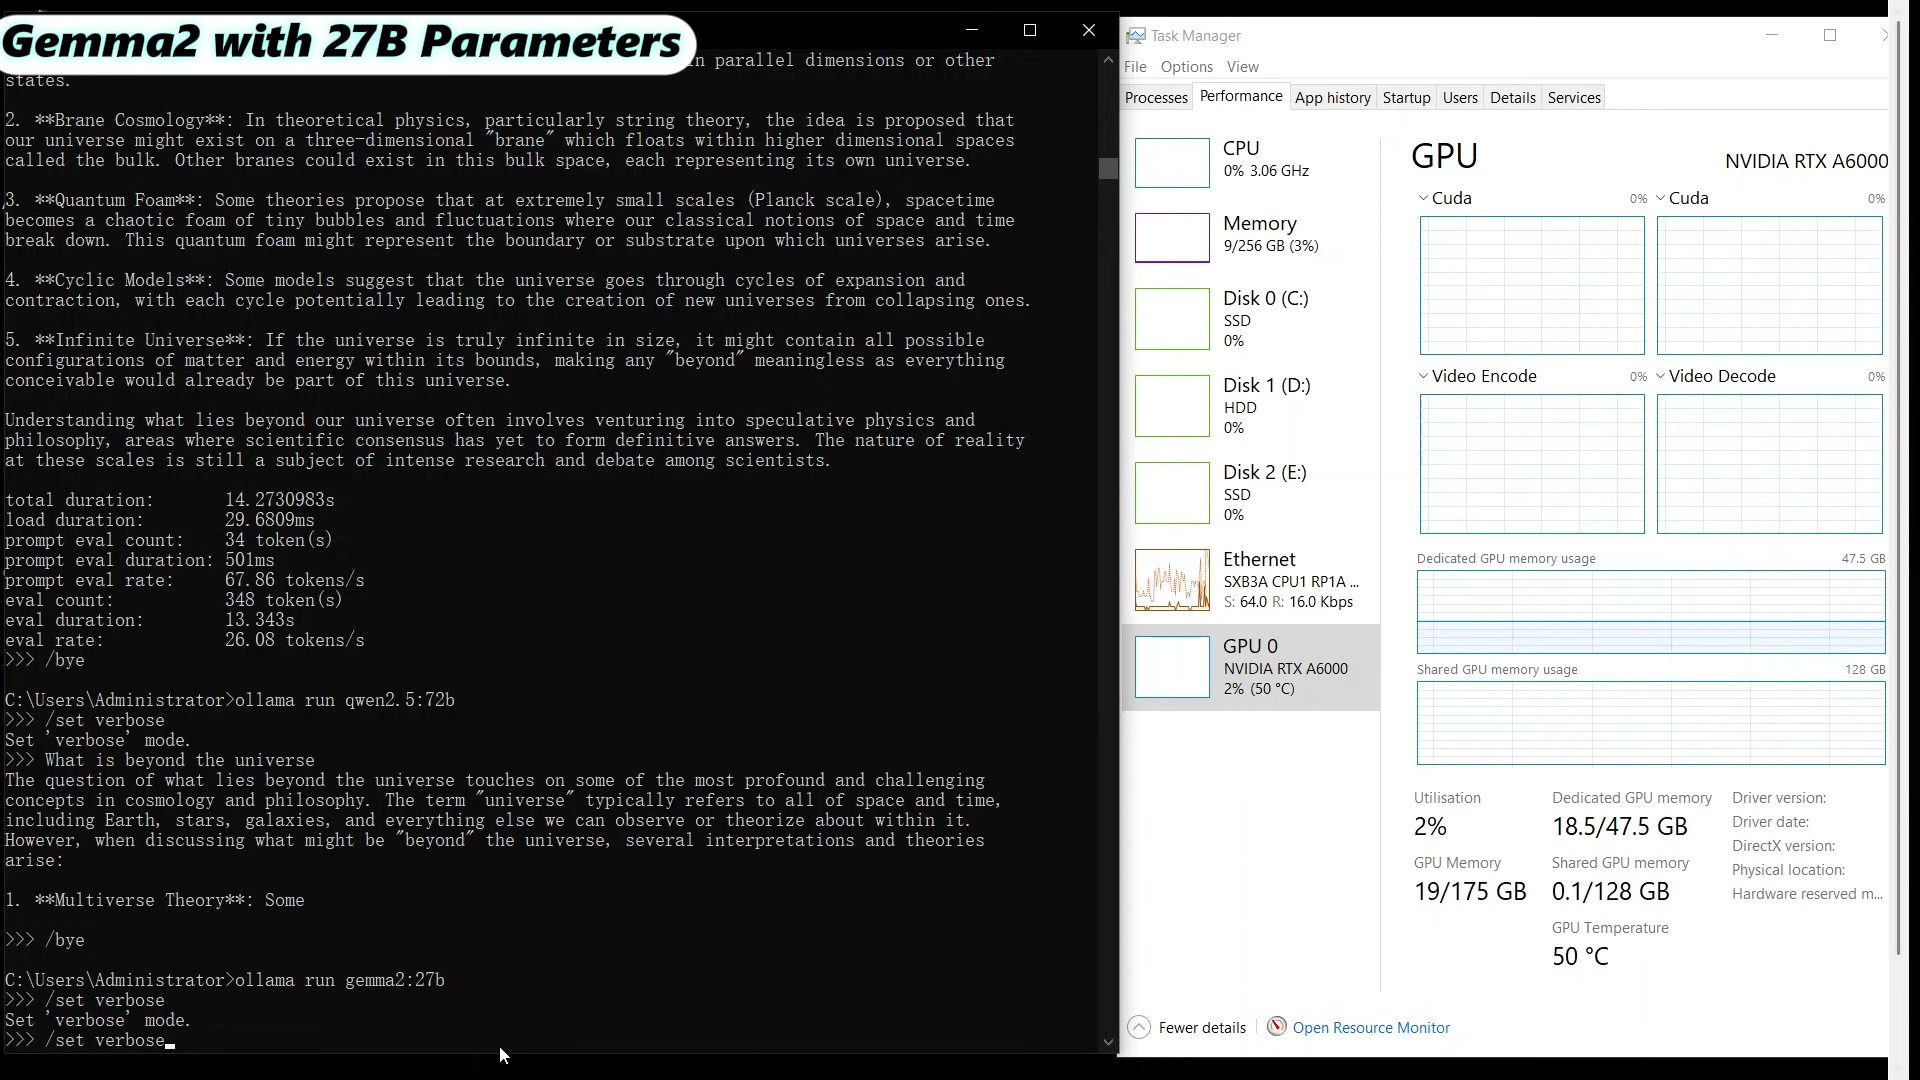 Gemma2 with 27B Parameters
in parallel dimensions or other
states.
2. **Brane Cosmology**: In theoretical physics, particularly string theory, the idea is proposed that
our universe might exist on a three-dimensional "brane" which floats within higher dimensional spaces
called the bulk. Other branes could exist in this bulk space, each representing its own universe.
3. **Quantum Foam**: Some theories propose that at extremely small scales (Planck scale), spacetime
becomes a chaotic foam of tiny bubbles and fluctuations where our classical notions of space and time
break down. This quantum foam might represent the boundary or substrate upon which universes arise.
4. **Cyclic Models**: Some models suggest that the universe goes through cycles of expansion and
contraction, with each cycle potentially leading to the creation of new universes from collapsing ones.
5. **Infinite Universe**: If the universe is truly infinite in size, it might contain all possible
configurations of matter and energy within its bounds, making any "beyond" meaningless as everything
conceivable would already be part of this universe.
Understanding what lies beyond our universe often involves venturing into speculative physics and
philosophy, areas where scientific consensus has yet to form definitive answers. The nature of reality
at these scales is still a subject of intense research and debate among scientists.
total duration: 14.2730983s
load duration: 29.6809ms
prompt eval count: 34 token(s)
prompt eval duration: 501ms
prompt eval rate: 67.86 tokens/s
eval count: 348 token(s)
eval duration: 13.343s
eval rate: 26.08 tokens/s
>>> /bye
C:\Users\Administrator>ollama run qwen2.5:72b
>>> /set verbose
Set 'verbose' mode.
>>> What is beyond the universe
The question of what lies beyond the universe touches on some of the most profound and challenging
concepts in cosmology and philosophy. The term "universe" typically refers to all of space and time,
including Earth, stars, galaxies, and everything else we can observe or theorize about within it.
However, when discussing what might be "beyond" the universe, several interpretations and theories
arise:
1. **Multiverse Theory**: Some
>>> /bye
C:\Users\Administrator>ollama run gemma2:27b
>>> /set verbose
Set 'verbose' mode.
>>> /set verbose_
Task Manager
File Options View
Processes Performance App history Startup Users Details Services
CPU
0% 3.06 GHz
Memory
9/256 GB (3%)
Disk 0 (C:)
SSD
0%
Disk 1 (D:)
HDD
0%
Disk 2 (E:)
SSD
0%
Ethernet
SXB3A CPU1 RP1A ...
S: 64.0 R: 16.0 Kbps
GPU 0
NVIDIA RTX A6000
2% (50 °C)
GPU NVIDIA RTX A6000
Cuda 0% Cuda 0%
Video Encode 0% Video Decode 0%
Dedicated GPU memory usage 47.5 GB
Shared GPU memory usage 128 GB
Utilisation
2%
GPU Memory
19/175 GB
Dedicated GPU memory
18.5/47.5 GB
Shared GPU memory
0.1/128 GB
GPU Temperature
50 °C
Driver version:
Driver date:
DirectX version:
Physical location:
Hardware reserved m...
Fewer details Open Resource Monitor